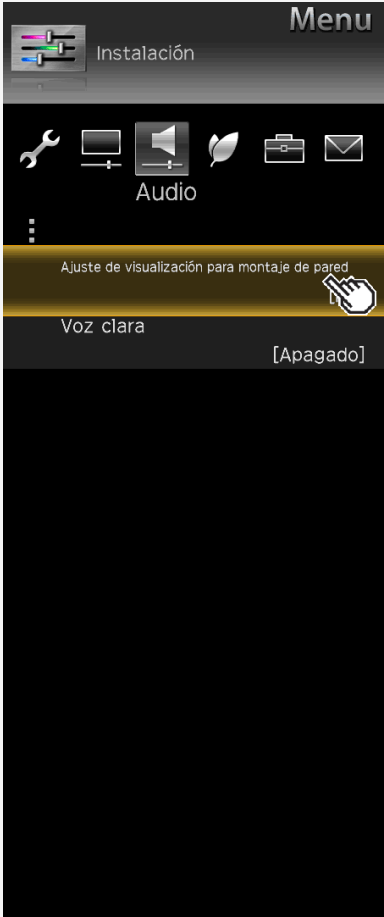 Menu
Instalación
Audio
Ajuste de visualización para montaje de pared
Voz clara
[Apagado]